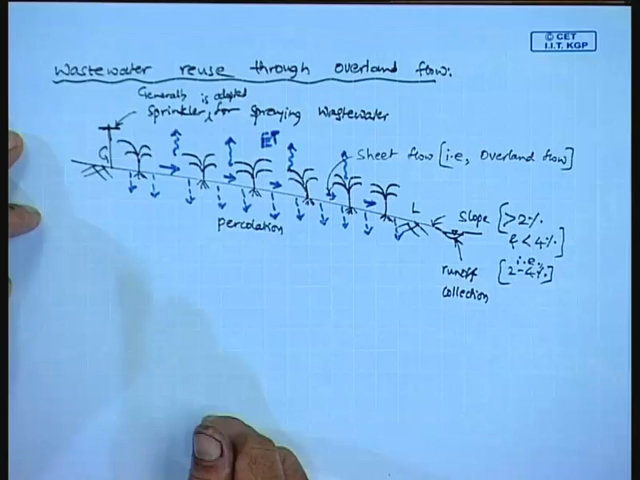 © CET
I.I.T. KGP
Wastewater reuse through overland flow:
Generally is adopted
Sprinkler for Spraying Wastewater
G
ET
Sheet flow [i.e, Overland flow]
L
Slope [>2%
& <4%]
i.e.
[2-4%]
Percolation
runoff
collection